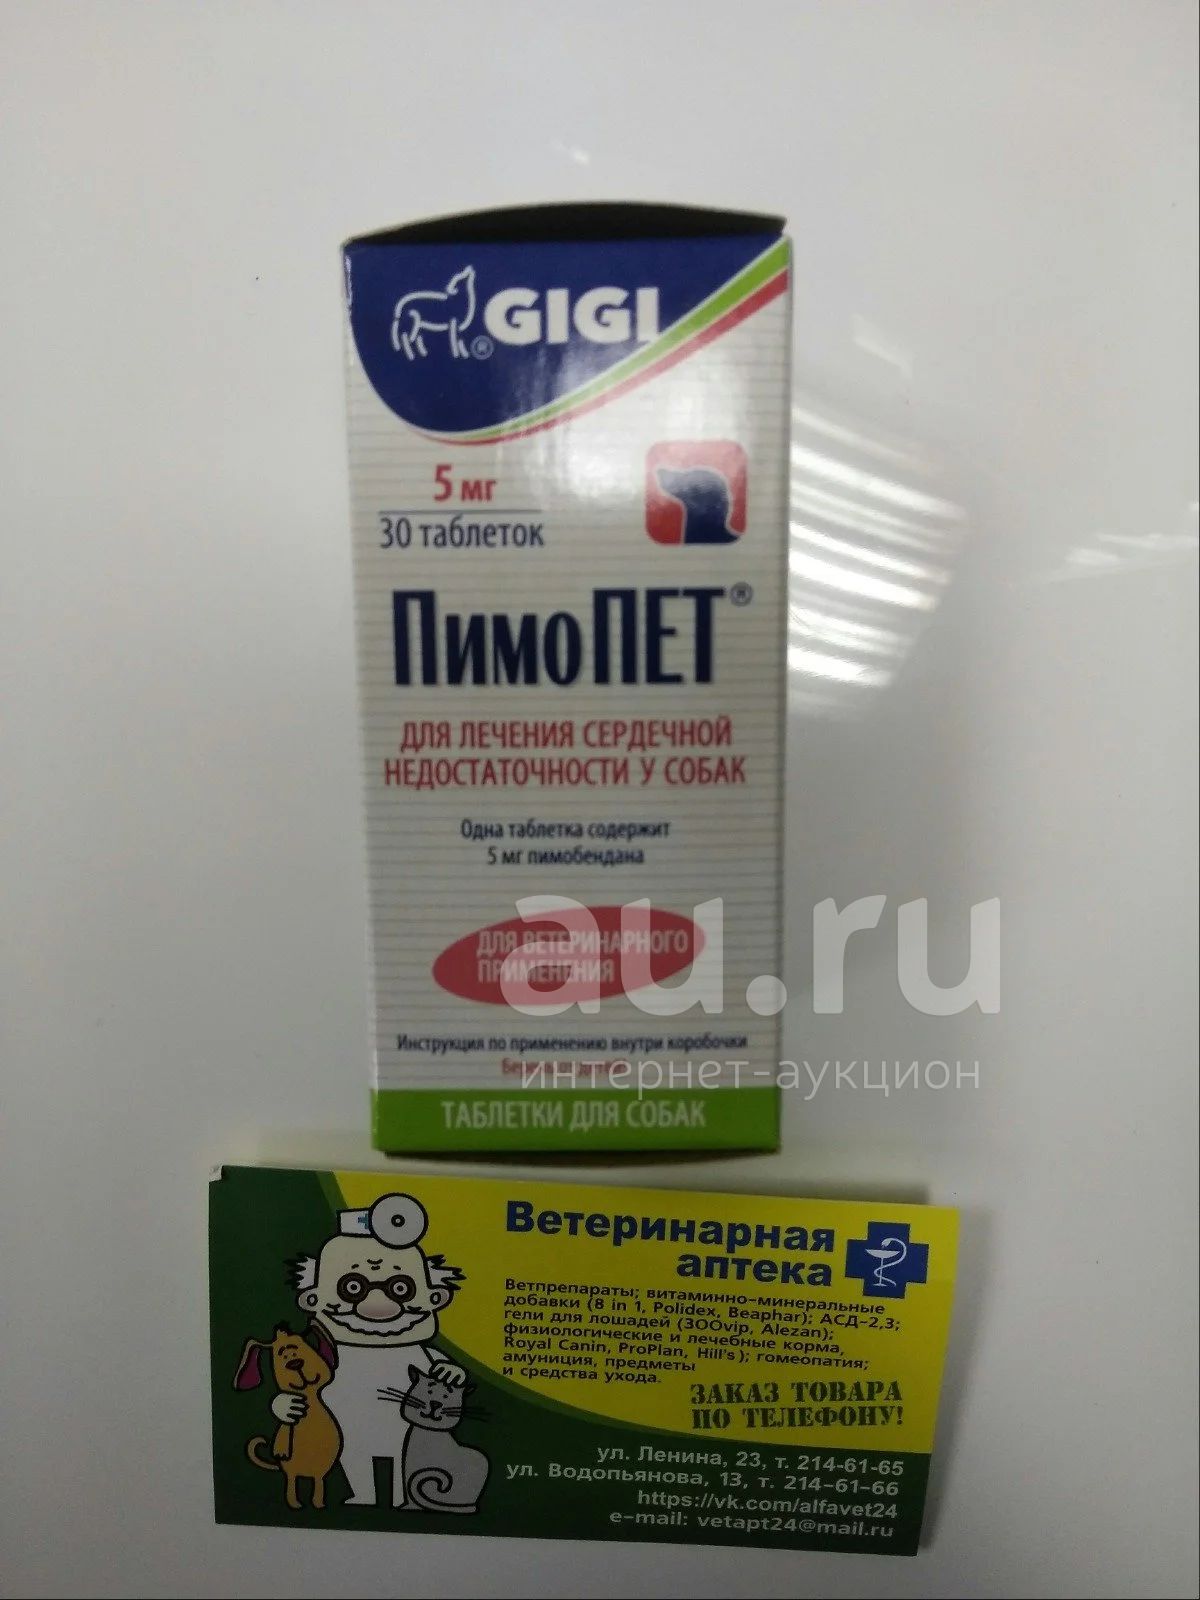 GIGI
®
5 мг
30 таблеток
ПимоПЕТ®
ДЛЯ ЛЕЧЕНИЯ СЕРДЕЧНОЙ
НЕДОСТАТОЧНОСТИ У СОБАК
Одна таблетка содержит
5 мг пимобендана
ДЛЯ ВЕТЕРИНАРНОГО
ПРИМЕНЕНИЯ
Инструкция по применению внутри коробочки
ТАБЛЕТКИ ДЛЯ СОБАК
au.ru
интернет-аукцион
Ветеринарная
аптека
Ветпрепараты; витаминно-минеральные
добавки (8 in 1, Polidex, Beaphar); АСД-2,3;
гели для лошадей (3OOvip, Alezan);
физиологические и лечебные корма,
Royal Canin, ProPlan, Hill's); гомеопатия;
амуниция, предметы
и средства ухода.
ЗАКАЗ ТОВАРА
ПО ТЕЛЕФОНУ!
ул. Ленина, 23, т. 214-61-65
ул. Водопьянова, 13, т. 214-61-66
https://vk.com/alfavet24
e-mail: vetapt24@mail.ru